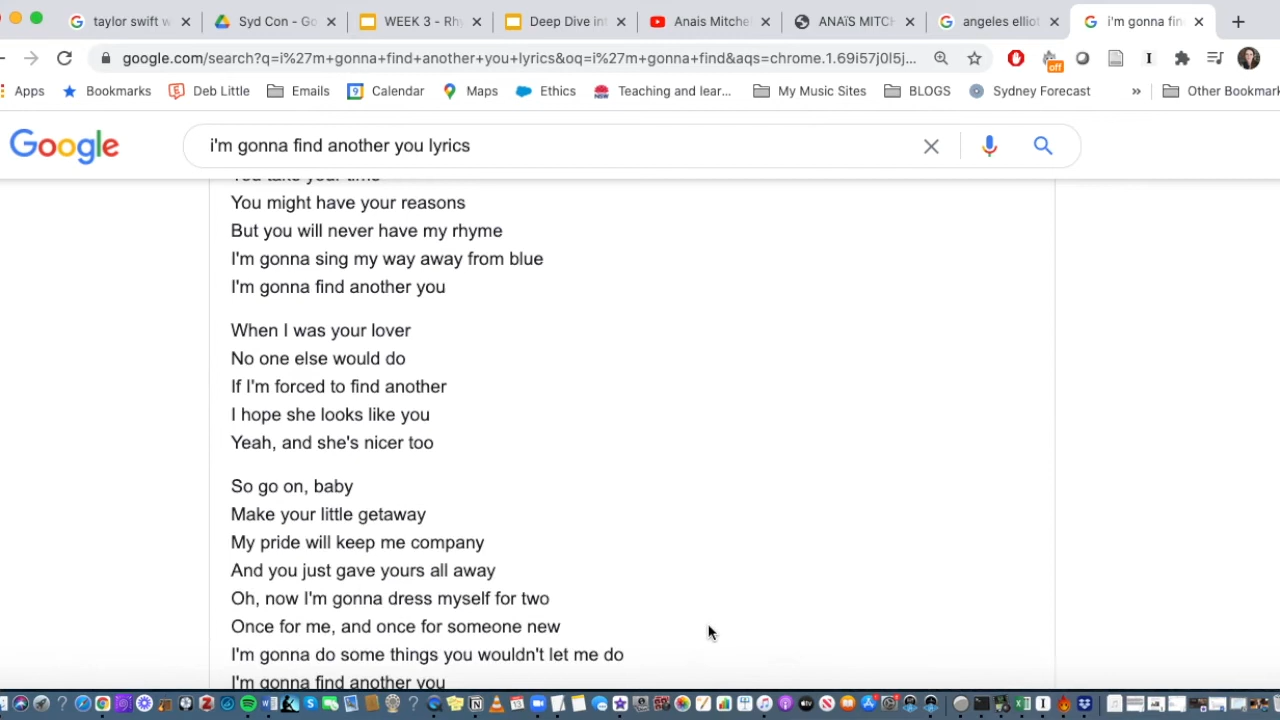 taylor swift w
Syd Con - Go
WEEK 3 - Rhy
Deep Dive int
Anais Mitche
ANAÏS MITCH
angeles elliot
i'm gonna fin
google.com/search?q=i%27m+gonna+find+another+you+lyrics&oq=i%27m+gonna+find&aqs=chrome.1.69i57j0l5j...
off
Apps
Bookmarks
Deb Little
Emails
9 Calendar
Maps
Ethics
Teaching and lear...
My Music Sites
BLOGS
Sydney Forecast
»
Other Bookmark
Google
i'm gonna find another you lyrics
You take your time
You might have your reasons
But you will never have my rhyme
I'm gonna sing my way away from blue
I'm gonna find another you
When I was your lover
No one else would do
If I'm forced to find another
I hope she looks like you
Yeah, and she's nicer too
So go on, baby
Make your little getaway
My pride will keep me company
And you just gave yours all away
Oh, now I'm gonna dress myself for two
Once for me, and once for someone new
I'm gonna do some things you wouldn't let me do
I'm gonna find another you